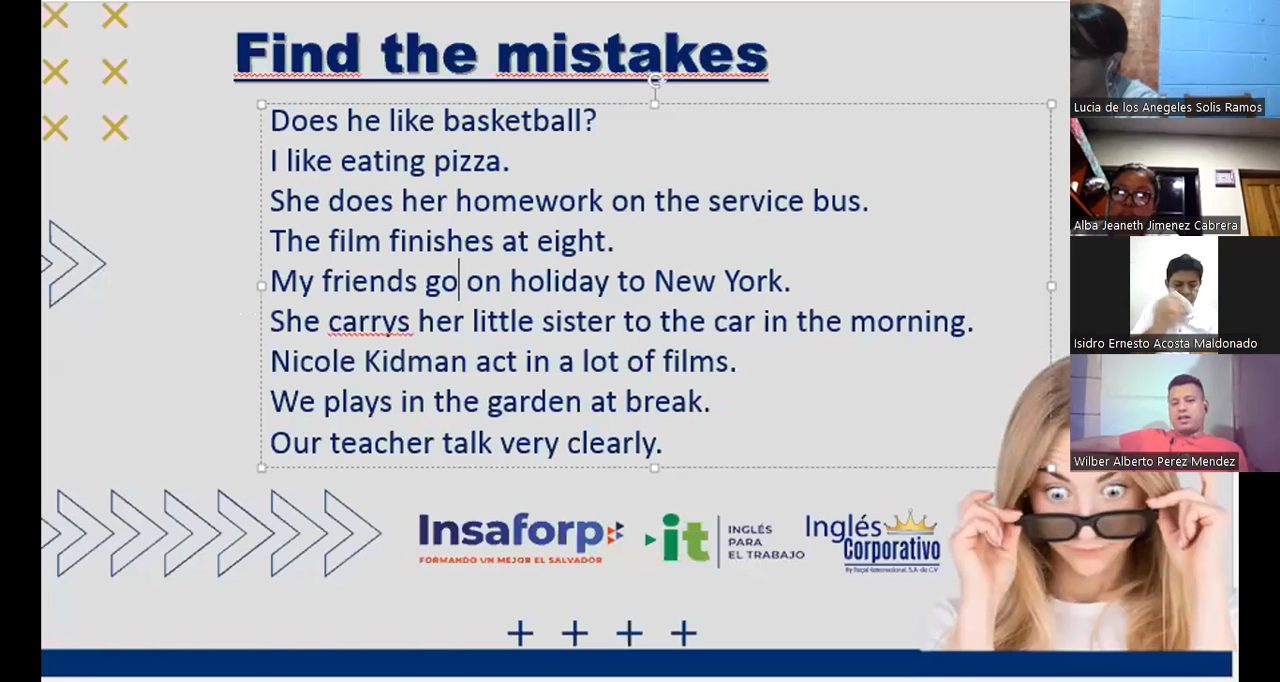 Find the mistakes
Does he like basketball?
I like eating pizza.
She does her homework on the service bus.
The film finishes at eight.
My friends go on holiday to New York.
She carrys her little sister to the car in the morning.
Nicole Kidman act in a lot of films.
We plays in the garden at break.
Our teacher talk very clearly.
Insaforp
FORMANDO UN MEJOR EL SALVADOR
it
INGLÉS
PARA
EL TRABAJO
Inglés
Corporativo
Lucia de los Anegeles Solis Ramos
Alba Jeaneth Jimenez Cabrera
Isidro Ernesto Acosta Maldonado
Wilber Alberto Perez Mendez